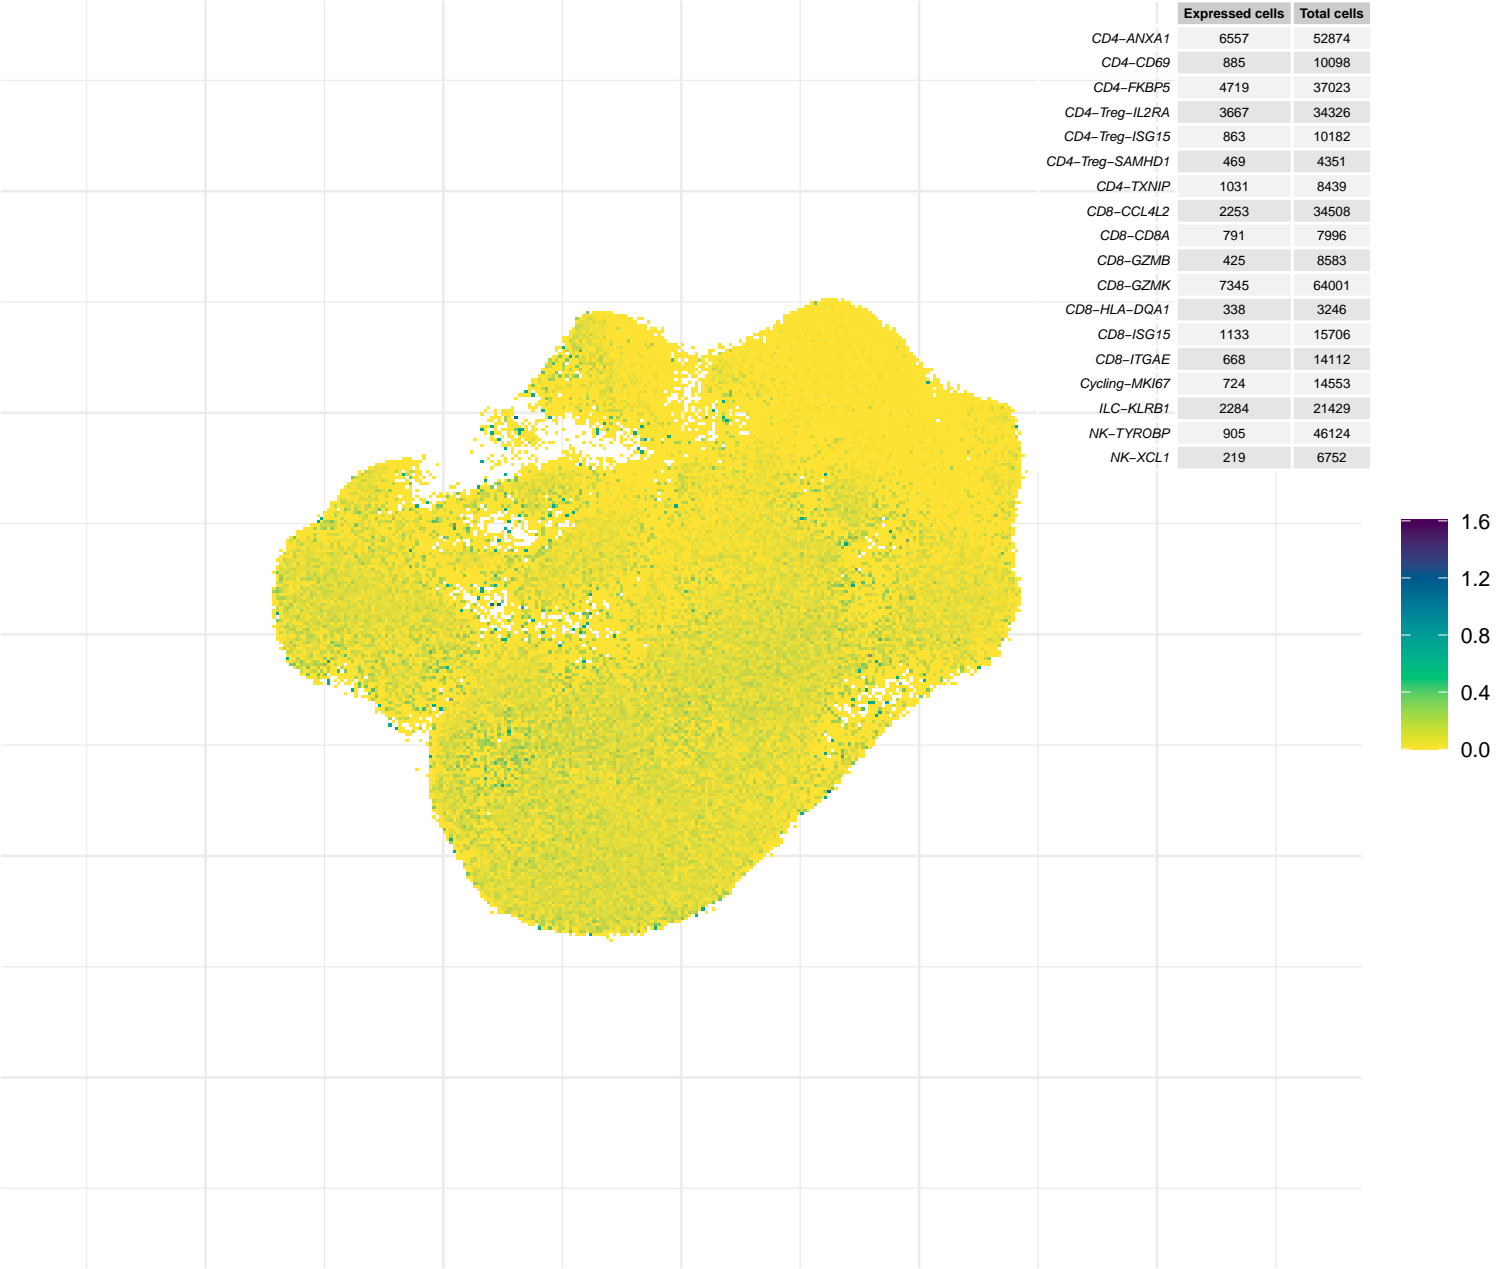 Expressed cells Total cells
CD4−ANXA1 6557 52874
CD4−CD69 885 10098
CD4−FKBP5 4719 37023
CD4−Treg−IL2RA 3667 34326
CD4−Treg−ISG15 863 10182
CD4−Treg−SAMHD1 469 4351
CD4−TXNIP 1031 8439
CD8−CCL4L2 2253 34508
CD8−CD8A 791 7996
CD8−GZMB 425 8583
CD8−GZMK 7345 64001
CD8−HLA−DQA1 338 3246
CD8−ISG15 1133 15706
CD8−ITGAE 668 14112
Cycling−MKI67 724 14553
ILC−KLRB1 2284 21429
NK−TYROBP 905 46124
NK−XCL1 219 6752
1.6
1.2
0.8
0.4
0.0